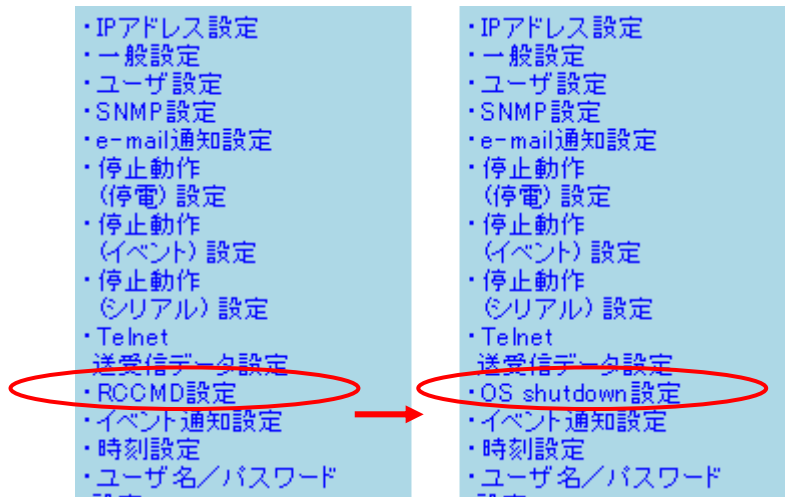 ・IPアドレス設定
・一般設定
・ユーザ設定
・SNMP設定
・e-mail通知設定
・停止動作
(停電) 設定
・停止動作
(イベント) 設定
・停止動作
(シリアル) 設定
・Telnet
送受信データ設定
・RCCMD設定
・イベント通知設定
・時刻設定
・ユーザ名/パスワード
・IPアドレス設定
・一般設定
・ユーザ設定
・SNMP設定
・e-mail通知設定
・停止動作
(停電) 設定
・停止動作
(イベント) 設定
・停止動作
(シリアル) 設定
・Telnet
送受信データ設定
・OS shutdown設定
・イベント通知設定
・時刻設定
・ユーザ名/パスワード